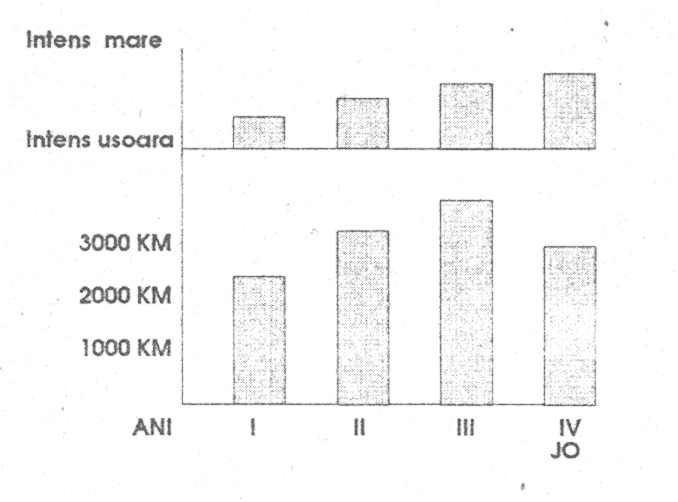 Intens mare
Intens usoara
3000 KM
2000 KM
1000 KM
ANI I II III IV
JO